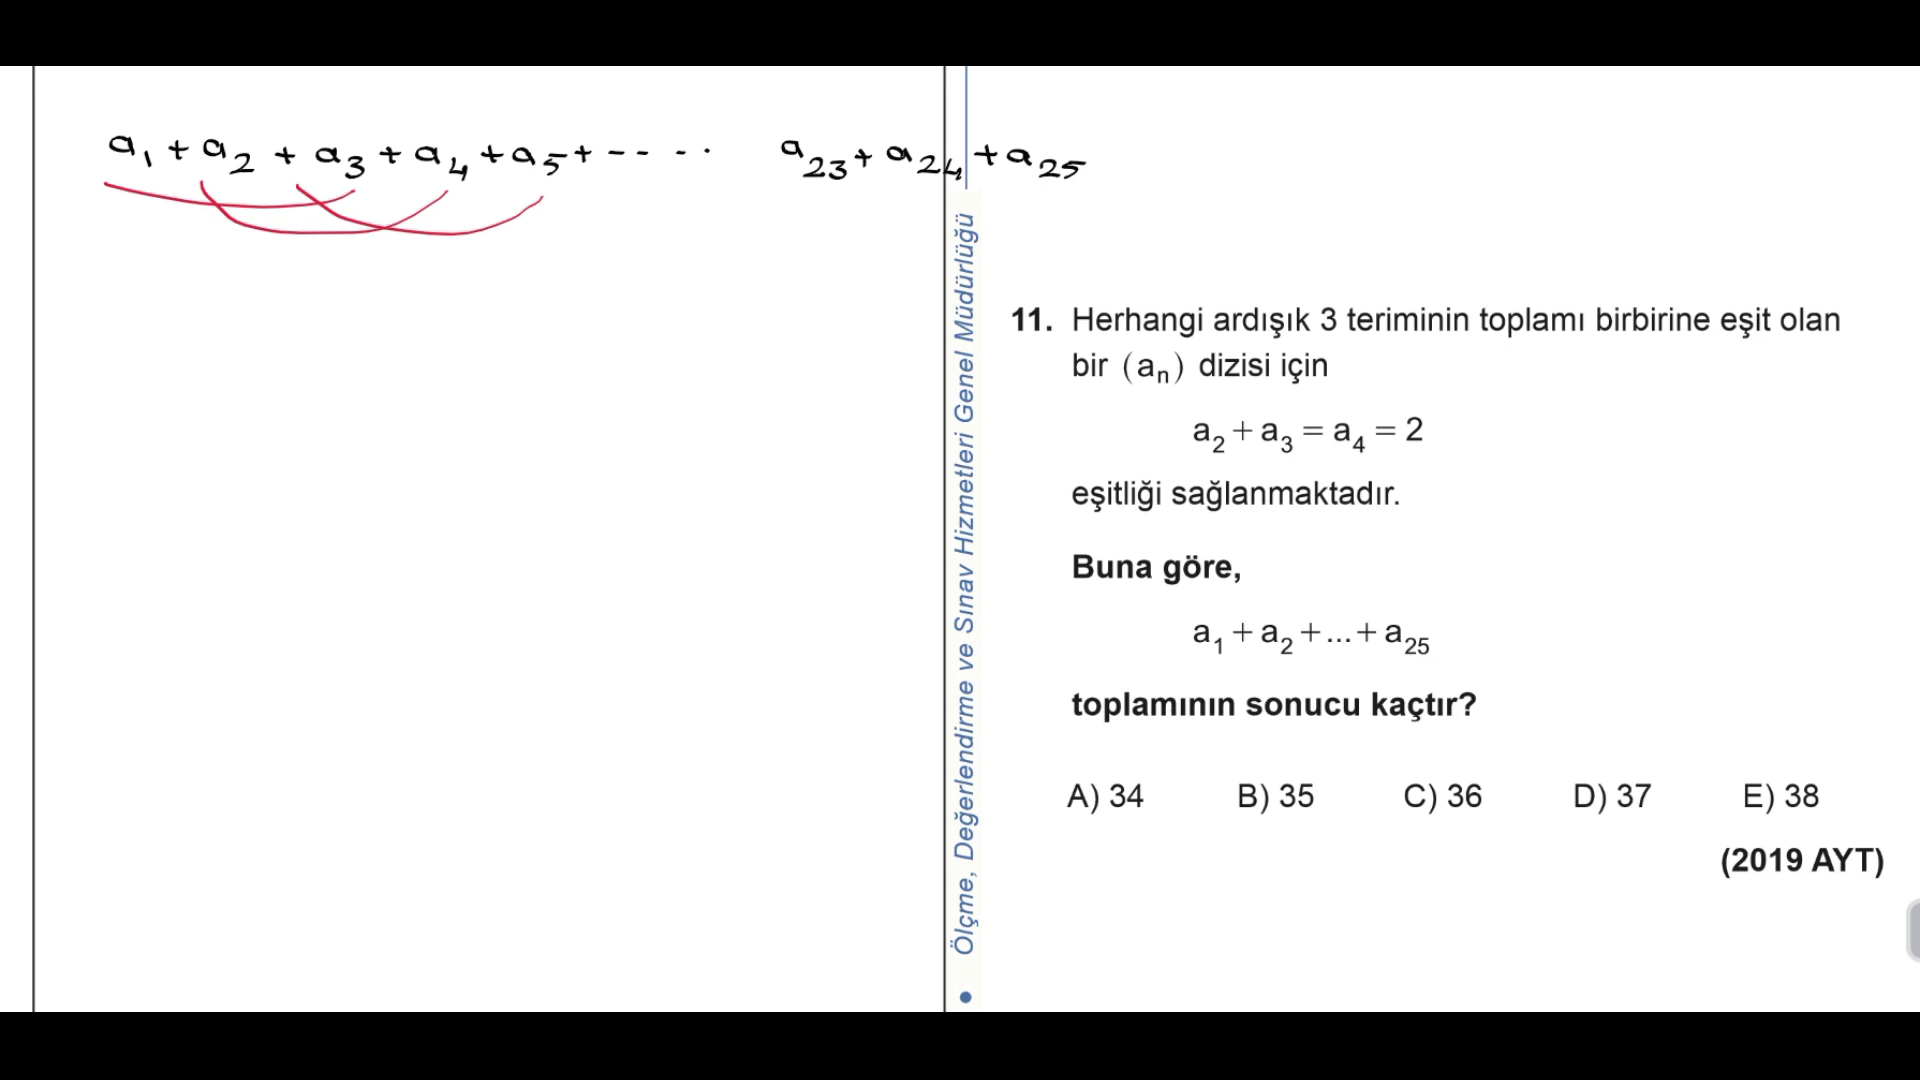 a₁ + a₂ + a₃ + a₄ + a₅ + - - - . a₂₃ + a₂₄ + a₂₅
Ölçme, Değerlendirme ve Sınav Hizmetleri Genel Müdürlüğü
11. Herhangi ardışık 3 teriminin toplamı birbirine eşit olan
bir (aₙ) dizisi için
a₂ + a₃ = a₄ = 2
eşitliği sağlanmaktadır.
Buna göre,
a₁ + a₂ + ... + a₂₅
toplamının sonucu kaçtır?
A) 34 B) 35 C) 36 D) 37 E) 38
(2019 AYT)